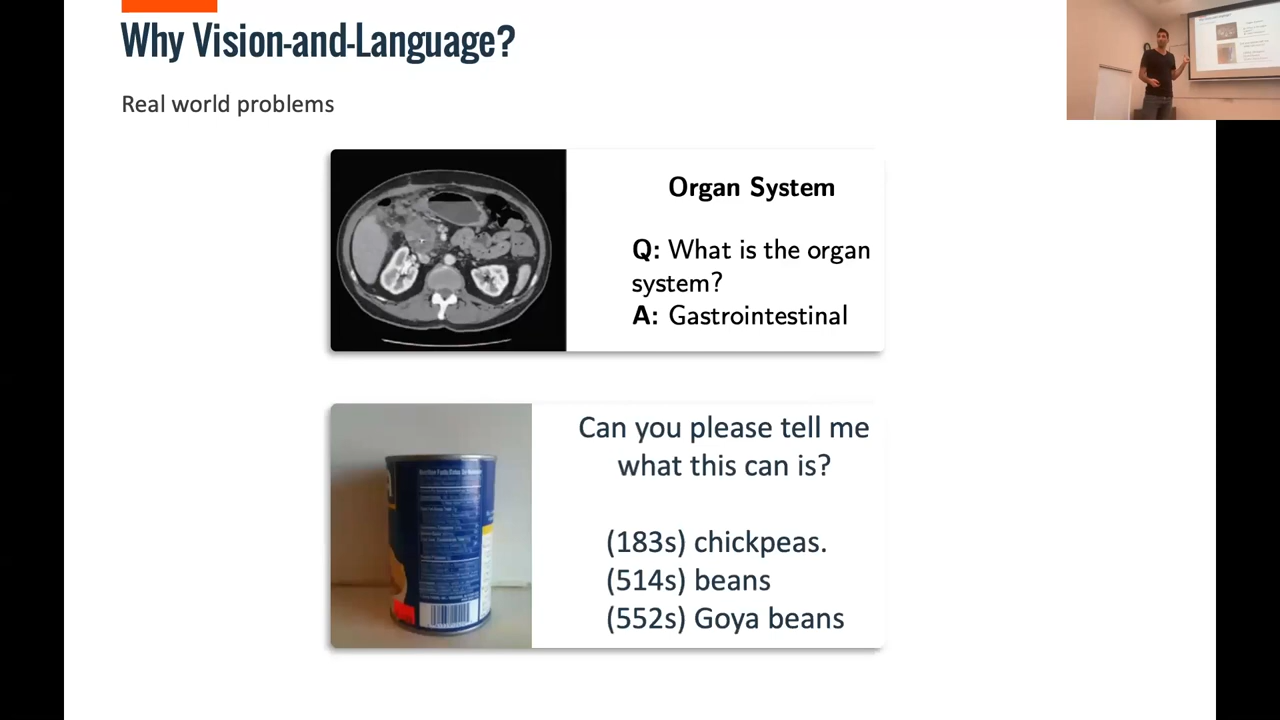 Why Vision-and-Language?
Real world problems
Organ System
Q: What is the organ
system?
A: Gastrointestinal
Can you please tell me
what this can is?
(183s) chickpeas.
(514s) beans
(552s) Goya beans